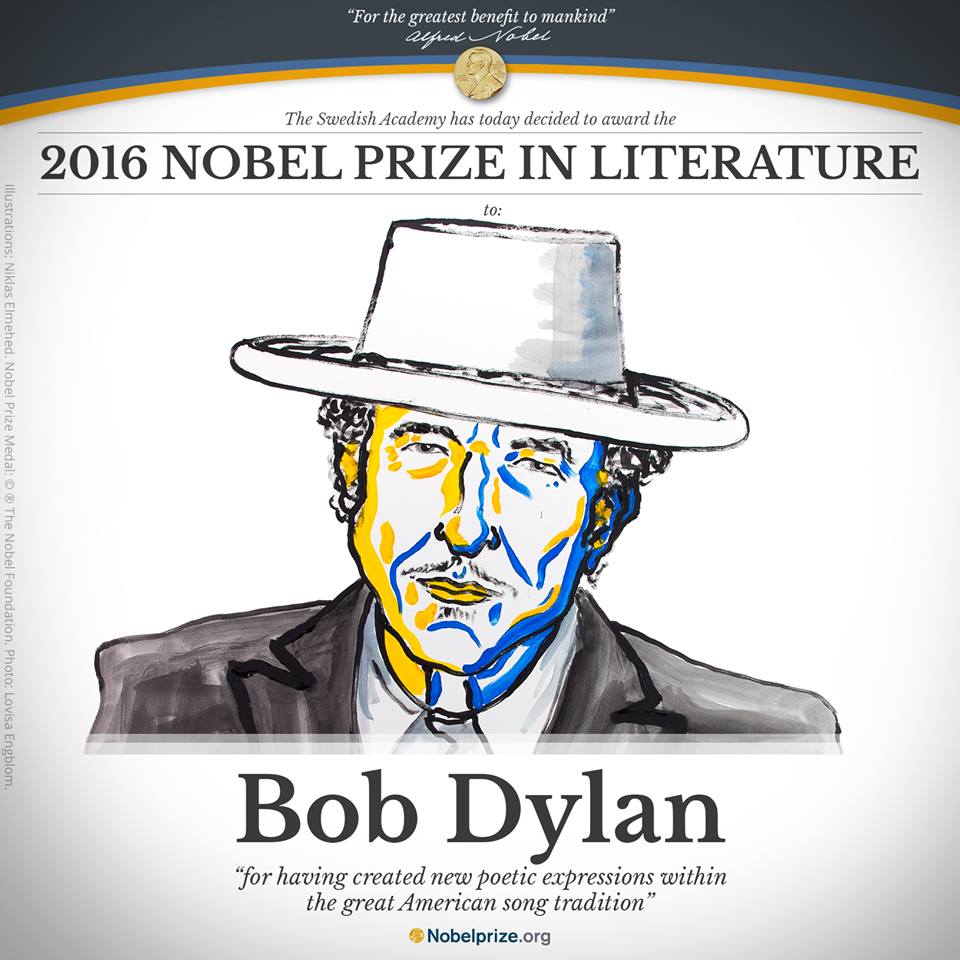 “For the greatest benefit to mankind”
Alfred Nobel
The Swedish Academy has today decided to award the
2016 NOBEL PRIZE IN LITERATURE
to:
Illustrations: Niklas Elmehed. Nobel Prize Medal: © ® The Nobel Foundation. Photo: Lovisa Engblom.
Bob Dylan
“for having created new poetic expressions within
the great American song tradition”
Nobelprize.org